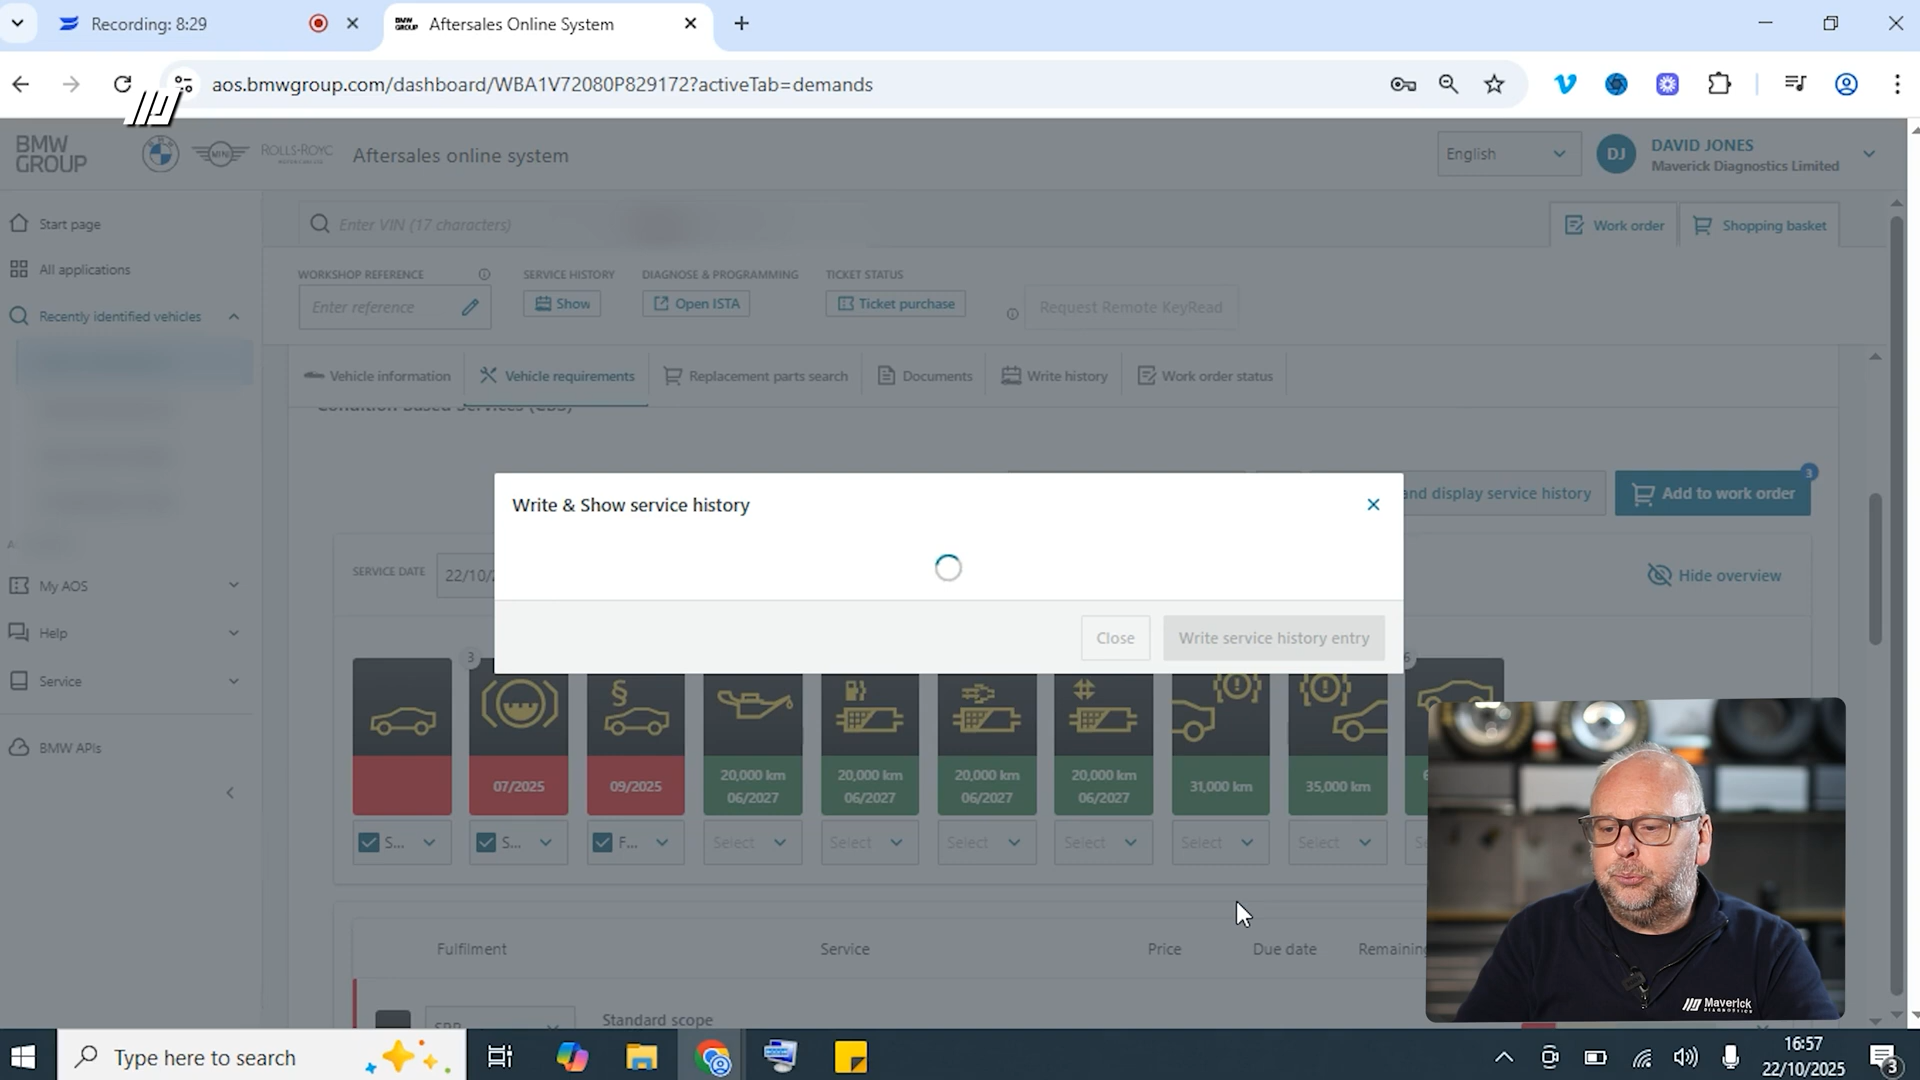 Recording: 8:29
Aftersales Online System
aos.bmwgroup.com/dashboard/WBA1V72080P829172?activeTab=demands
BMW GROUP
ROLLS-ROYC
Aftersales online system
English
DJ
DAVID JONES
Maverick Diagnostics Limited
Start page
All applications
Recently identified vehicles
My AOS
Help
Service
BMW APIs
Enter VIN (17 characters)
Work order
Shopping basket
WORKSHOP REFERENCE
SERVICE HISTORY
DIAGNOSE & PROGRAMMING
TICKET STATUS
Enter reference
Show
Open ISTA
Ticket purchase
Request Remote KeyRead
Vehicle information
Vehicle requirements
Replacement parts search
Documents
Write history
Work order status
and display service history
Add to work order
3
SERVICE DATE
22/10/2
Hide overview
Write & Show service history
Close
Write service history entry
3
6
07/2025
09/2025
20,000 km
06/2027
20,000 km
06/2027
20,000 km
06/2027
20,000 km
06/2027
31,000 km
35,000 km
S...
S...
F...
Select
Select
Select
Select
Select
Select
Fulfilment
Service
Price
Due date
Remaining
Standard scope
Maverick
DIAGNOSTICS
Type here to search
16:57
22/10/2025
3